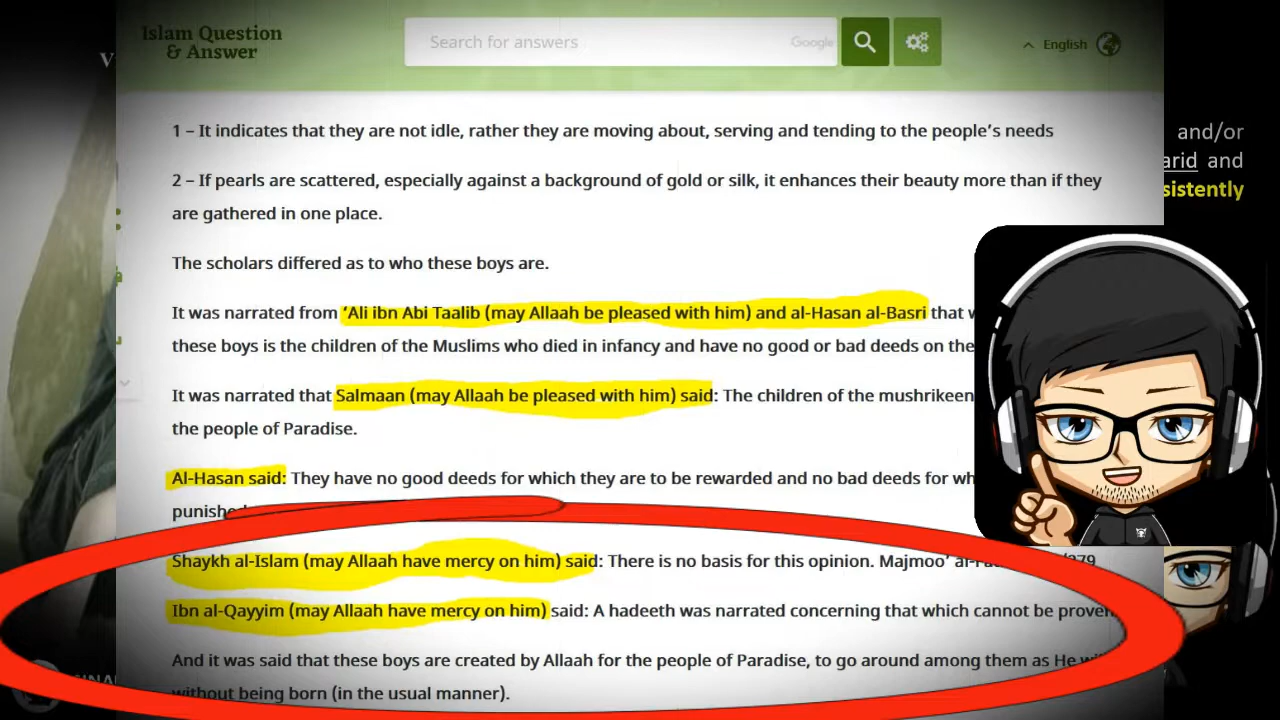 Islam Question
& Answer
Search for answers
Google
English
1 – It indicates that they are not idle, rather they are moving about, serving and tending to the people's needs
and/or
2 – If pearls are scattered, especially against a background of gold or silk, it enhances their beauty more than if they
arid and
sistently
are gathered in one place.
The scholars differed as to who these boys are.
It was narrated from ‘Ali ibn Abi Taalib (may Allaah be pleased with him) and al-Hasan al-Basri that
these boys is the children of the Muslims who died in infancy and have no good or bad deeds on the
It was narrated that Salmaan (may Allaah be pleased with him) said: The children of the mushrikeen
the people of Paradise.
Al-Hasan said: They have no good deeds for which they are to be rewarded and no bad deeds for
Shaykh al-Islam (may Allaah have mercy on him) said: There is no basis for this opinion. Majmoo’
Ibn al-Qayyim (may Allaah have mercy on him) said: A hadeeth was narrated concerning that which cannot be proven
And it was said that these boys are created by Allaah for the people of Paradise, to go around among them as He
without being born (in the usual manner).